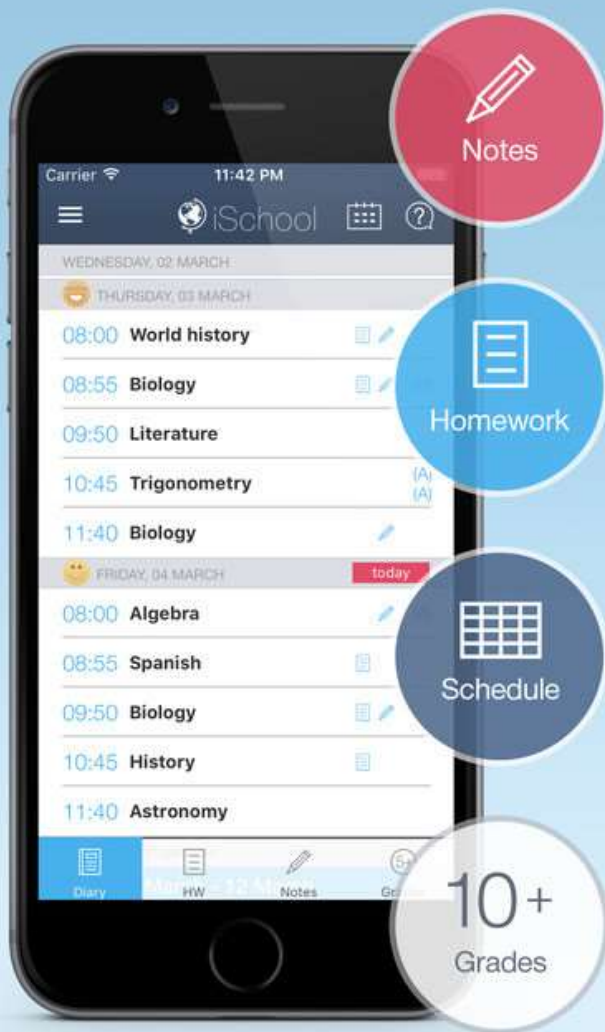 Notes
Carrier 11:42 PM
iSchool
WEDNESDAY, 02 MARCH
THURSDAY, 03 MARCH
08:00 World history
08:55 Biology
Homework
09:50 Literature
10:45 Trigonometry (A)
(A)
11:40 Biology
FRIDAY, 04 MARCH today
08:00 Algebra
08:55 Spanish
Schedule
09:50 Biology
10:45 History
11:40 Astronomy
5+
Diary HW Notes
10+
Grades